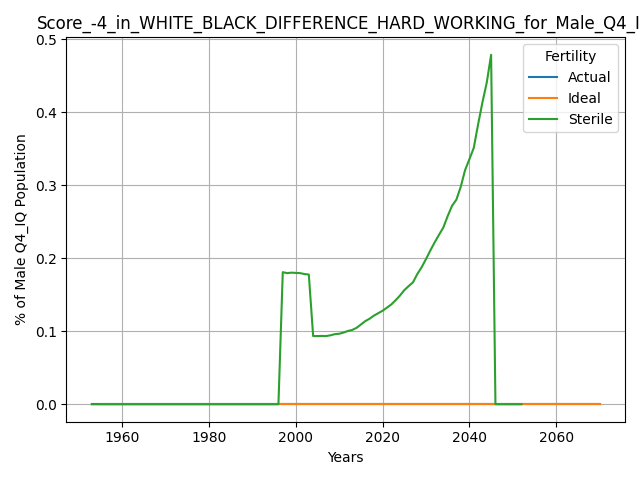 Score_-4_in_WHITE_BLACK_DIFFERENCE_HARD_WORKING_for_Male_Q4_I
Fertility
Actual
Ideal
Sterile
% of Male Q4_IQ Population
0.5
0.4
0.3
0.2
0.1
0.0
1960 1980 2000 2020 2040 2060
Years